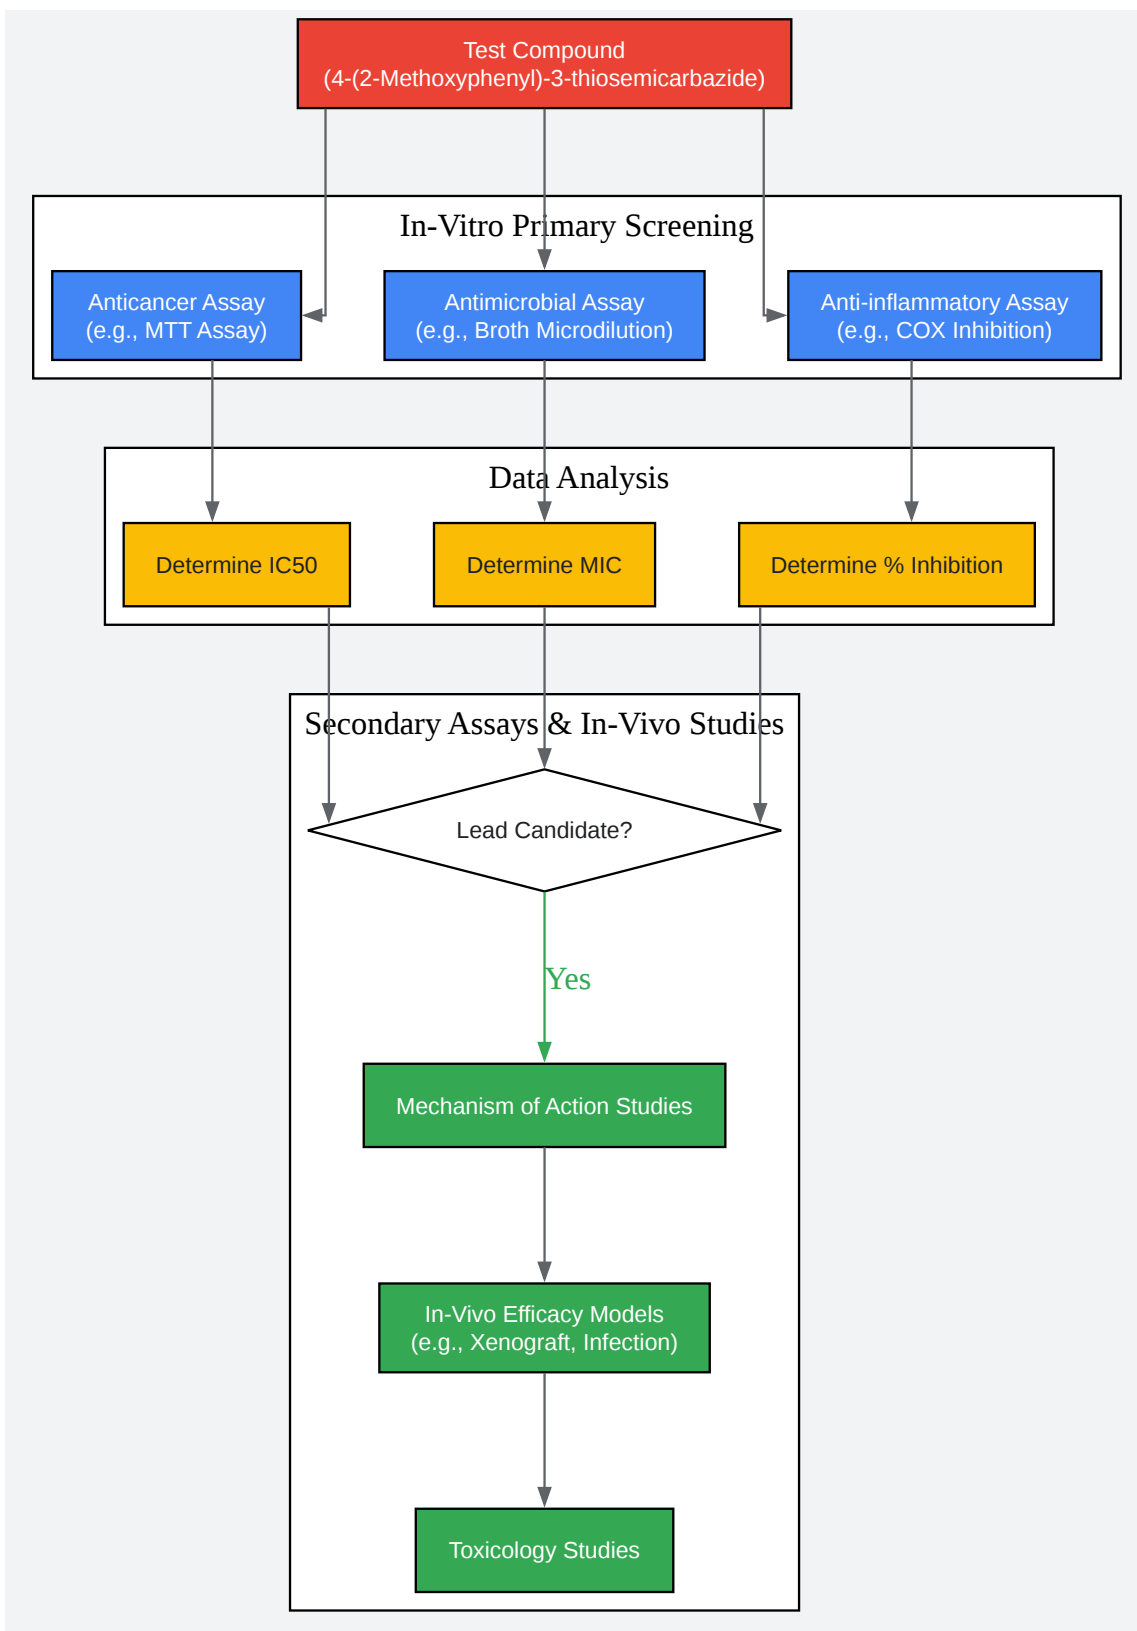 Test Compound
(4-(2-Methoxyphenyl)-3-thiosemicarbazide)
In-Vitro Primary Screening
Anticancer Assay
(e.g., MTT Assay)
Antimicrobial Assay
(e.g., Broth Microdilution)
Anti-inflammatory Assay
(e.g., COX Inhibition)
Data Analysis
Determine IC50
Determine MIC
Determine % Inhibition
Secondary Assays & In-Vivo Studies
Lead Candidate?
Yes
Mechanism of Action Studies
In-Vivo Efficacy Models
(e.g., Xenograft, Infection)
Toxicology Studies